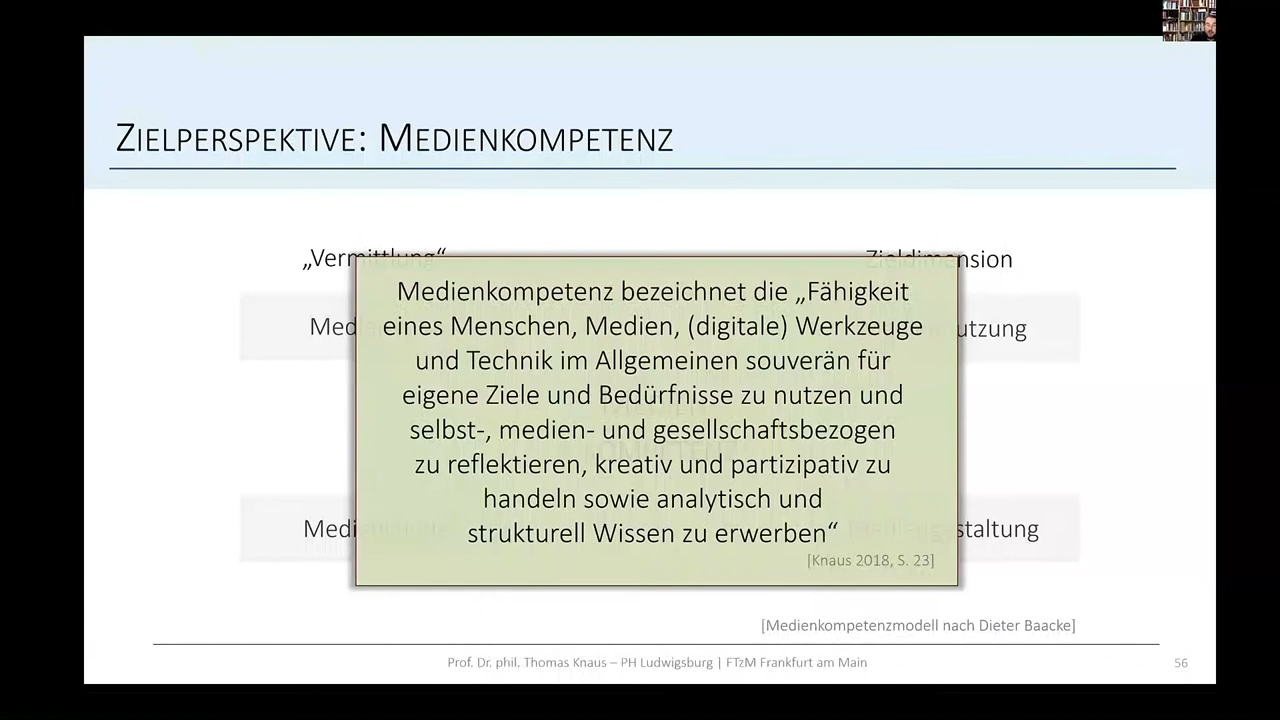 ZIELPERSPEKTIVE: MEDIENKOMPETENZ
„Vermittlung“ Zieldimension
Medienkompetenz bezeichnet die „Fähigkeit
eines Menschen, Medien, (digitale) Werkzeuge
und Technik im Allgemeinen souverän für
eigene Ziele und Bedürfnisse zu nutzen und
selbst-, medien- und gesellschaftsbezogen
zu reflektieren, kreativ und partizipativ zu
handeln sowie analytisch und
strukturell Wissen zu erwerben“
[Knaus 2018, S. 23]
Mediengestaltung
[Medienkompetenzmodell nach Dieter Baacke]
Prof. Dr. phil. Thomas Knaus – PH Ludwigsburg | FTzM Frankfurt am Main
56